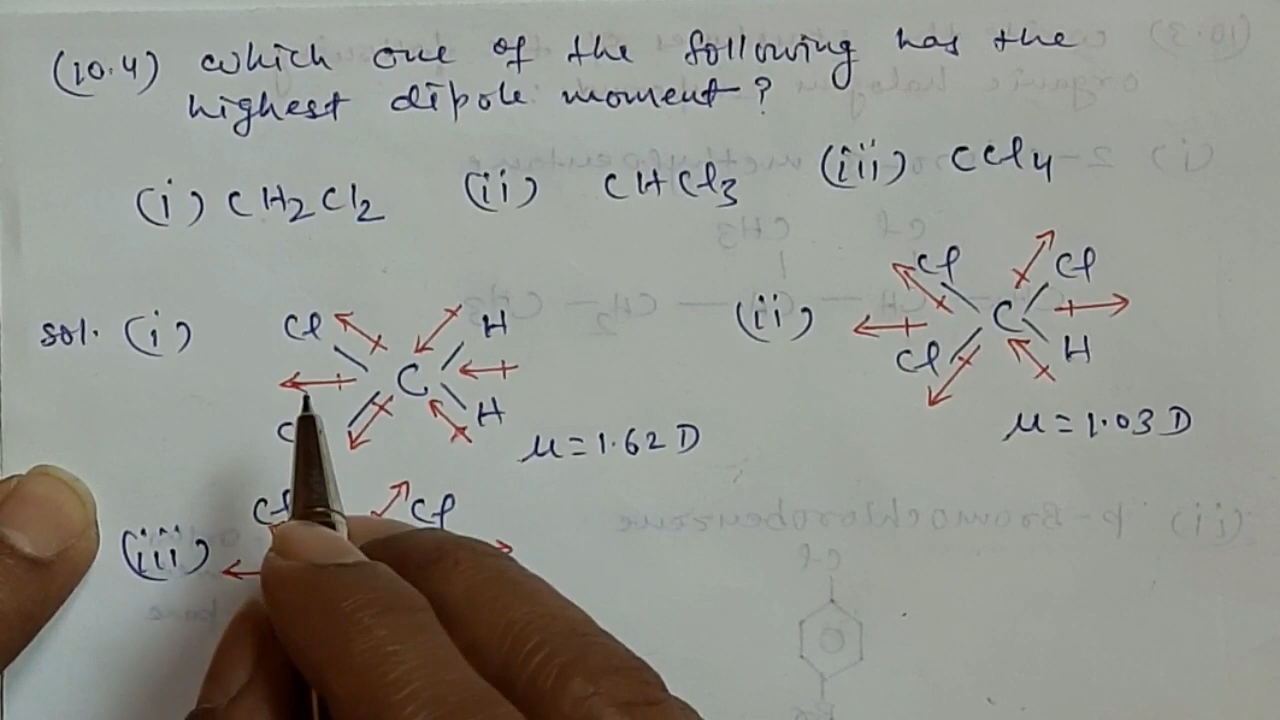 (10.4) which one of the following has the
highest dipole moment?
(i) CH2Cl2 (ii) CHCl3 (iii) CCl4
sol. (i) Cl H
C
C H
μ = 1.62 D
(ii) Cl Cl
C
Cl H
μ = 1.03 D
(iii) Cl Cl